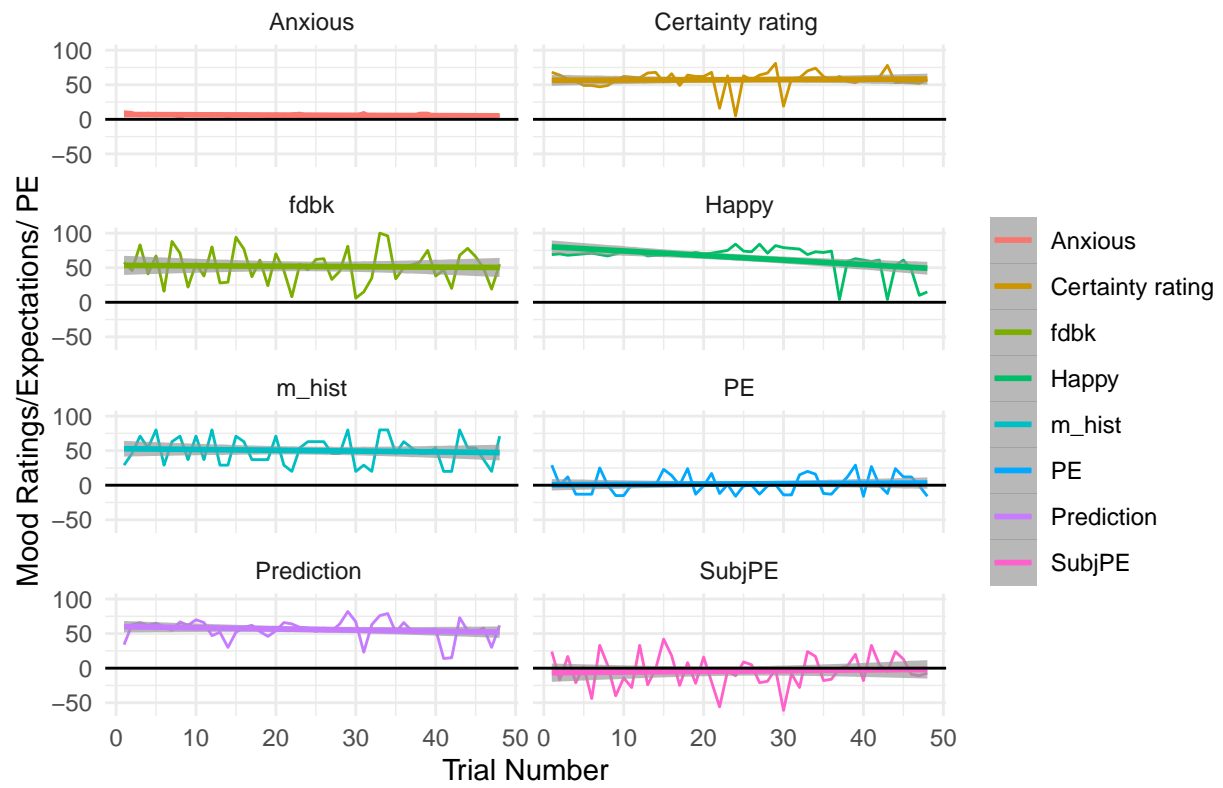 Anxious
Certainty rating
100
50
0
−50
fdbk
Happy
100
50
0
−50
m_hist
PE
100
50
0
−50
Prediction
SubjPE
100
50
0
−50
0 10 20 30 40 50 0 10 20 30 40 50
Trial Number
Mood Ratings/Expectations/ PE
Anxious
Certainty rating
fdbk
Happy
m_hist
PE
Prediction
SubjPE